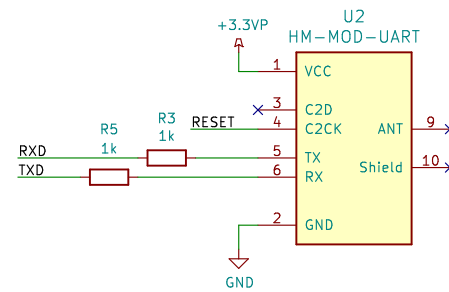 U2
HM-MOD-UART
+3.3VP
1 VCC
3 C2D
RESET 4 C2CK
ANT 9
R5 1k
R3 1k
RXD 5 TX
TXD 6 RX
Shield 10
2 GND
GND